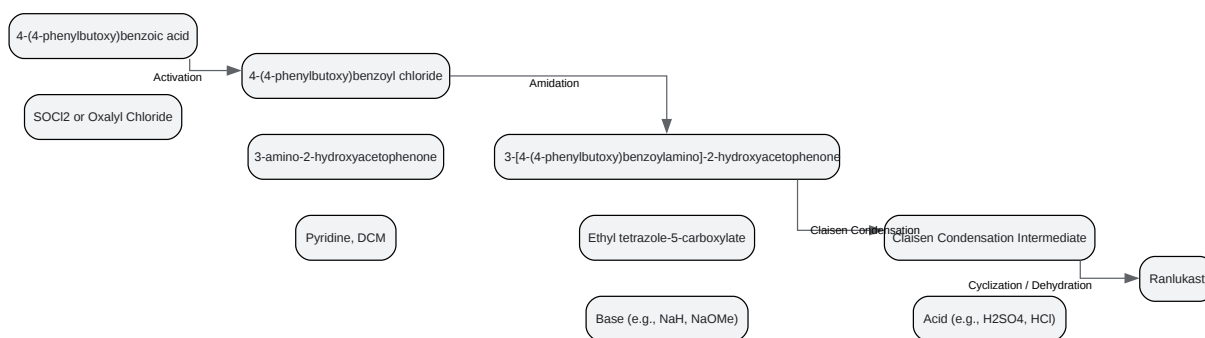 4-(4-phenylbutoxy)benzoic acid
Activation
4-(4-phenylbutoxy)benzoyl chloride
Amidation
SOCl2 or Oxalyl Chloride
3-amino-2-hydroxyacetophenone
3-[4-(4-phenylbutoxy)benzoylamino]-2-hydroxyacetophenone
Pyridine, DCM
Ethyl tetrazole-5-carboxylate
Claisen Condensation
Claisen Condensation Intermediate
Cyclization / Dehydration
Ranlukast
Base (e.g., NaH, NaOMe)
Acid (e.g., H2SO4, HCl)